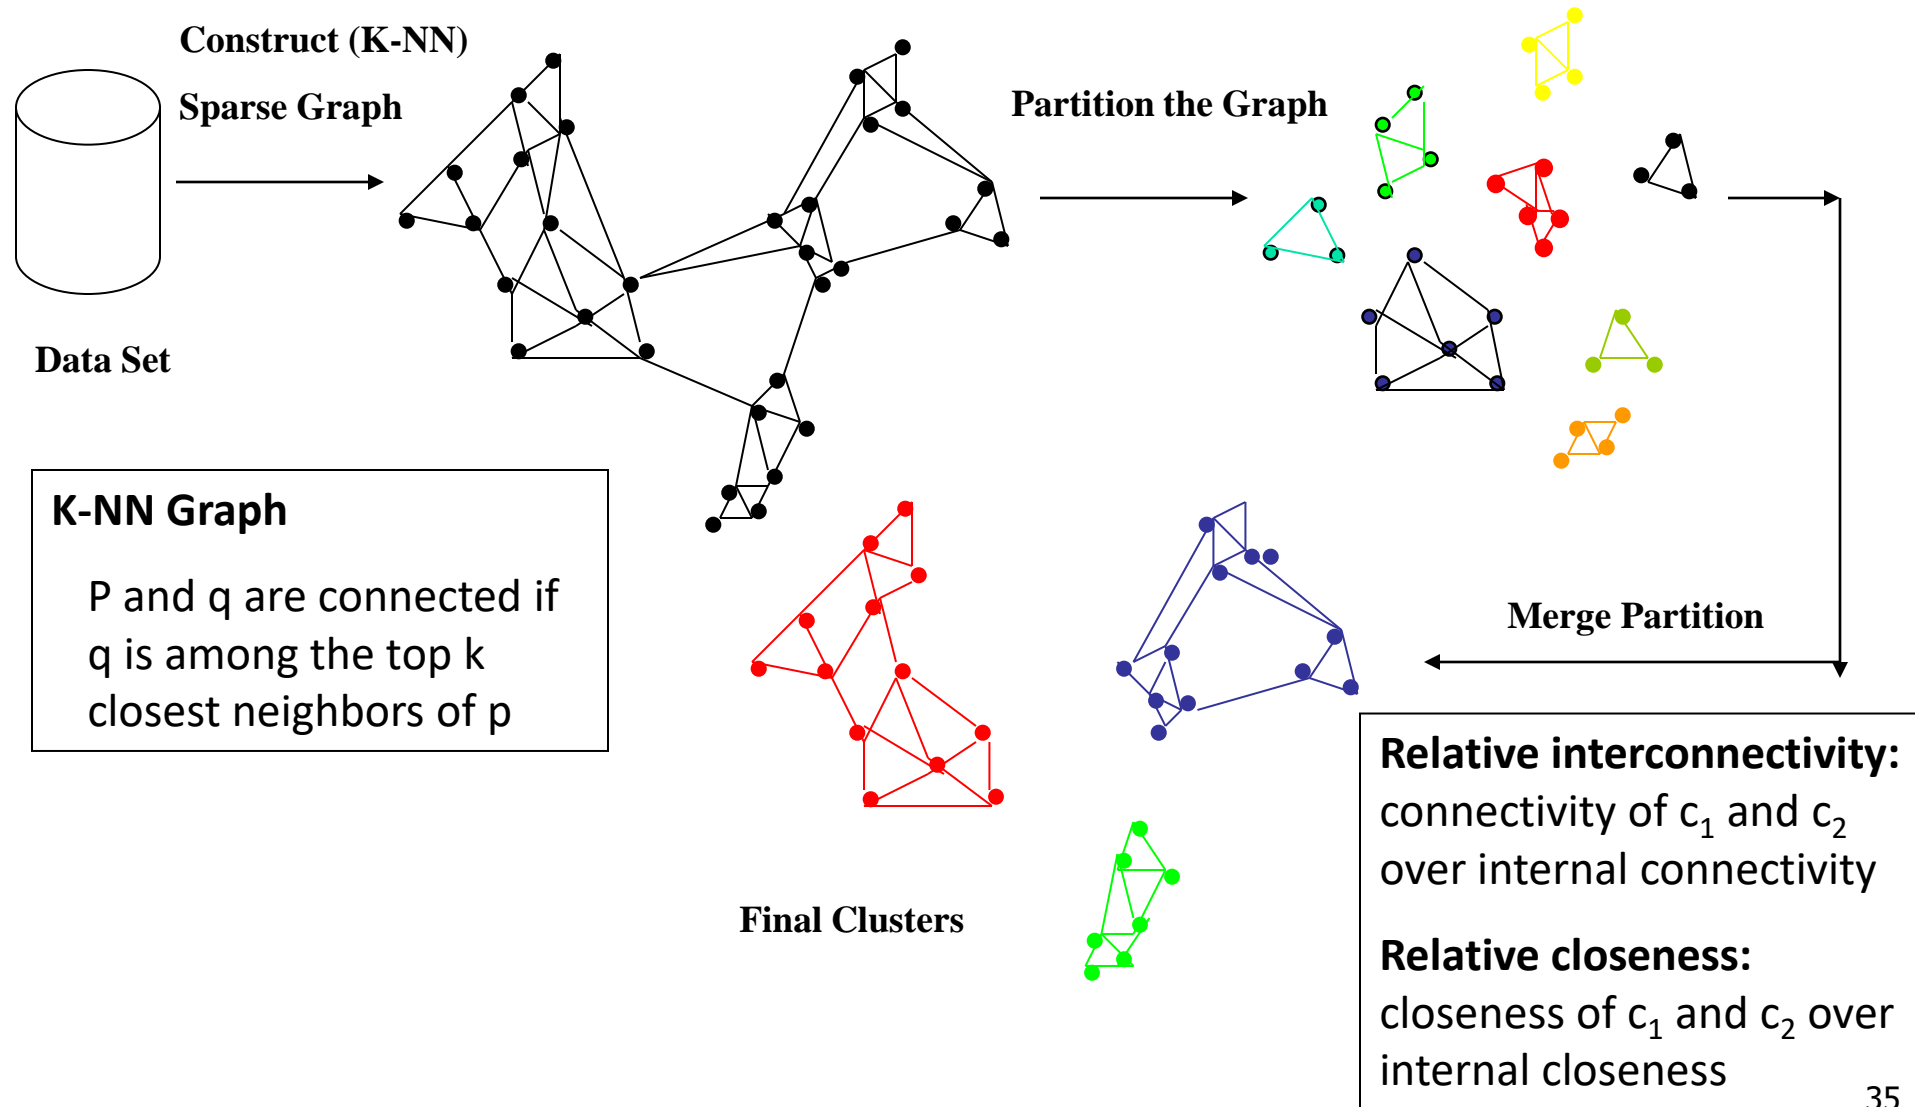 Construct (K-NN)
Sparse Graph
Partition the Graph
Data Set
K-NN Graph
P and q are connected if
q is among the top k
closest neighbors of p
Merge Partition
Final Clusters
Relative interconnectivity:
connectivity of c₁ and c₂
over internal connectivity
Relative closeness:
closeness of c₁ and c₂ over
internal closeness
35